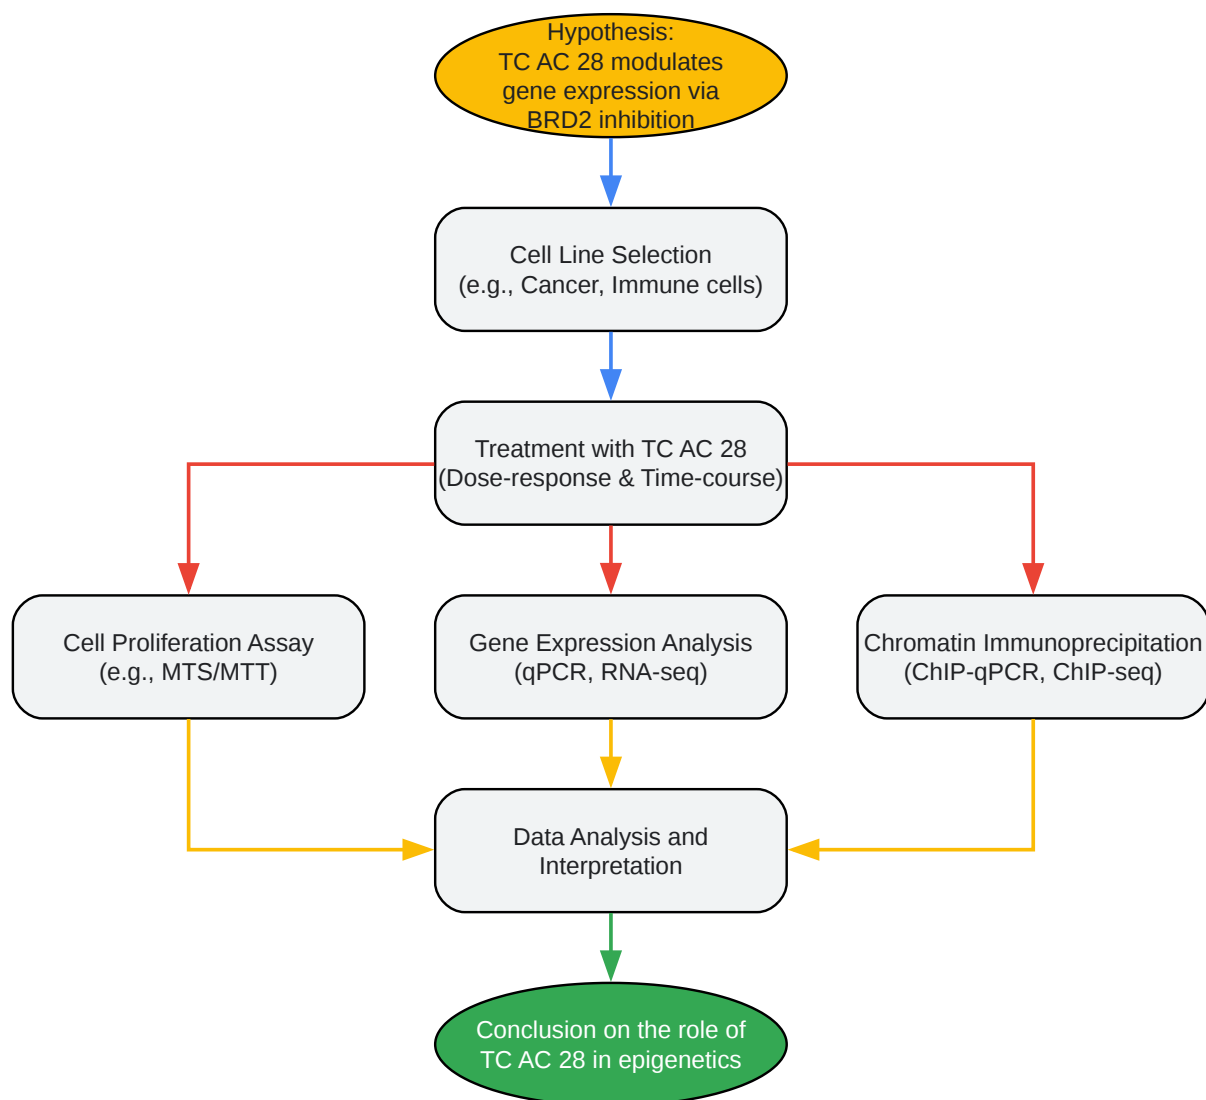 Hypothesis:
TC AC 28 modulates
gene expression via
BRD2 inhibition
Cell Line Selection
(e.g., Cancer, Immune cells)
Treatment with TC AC 28
(Dose-response & Time-course)
Cell Proliferation Assay
(e.g., MTS/MTT)
Gene Expression Analysis
(qPCR, RNA-seq)
Chromatin Immunoprecipitation
(ChIP-qPCR, ChIP-seq)
Data Analysis and
Interpretation
Conclusion on the role of
TC AC 28 in epigenetics